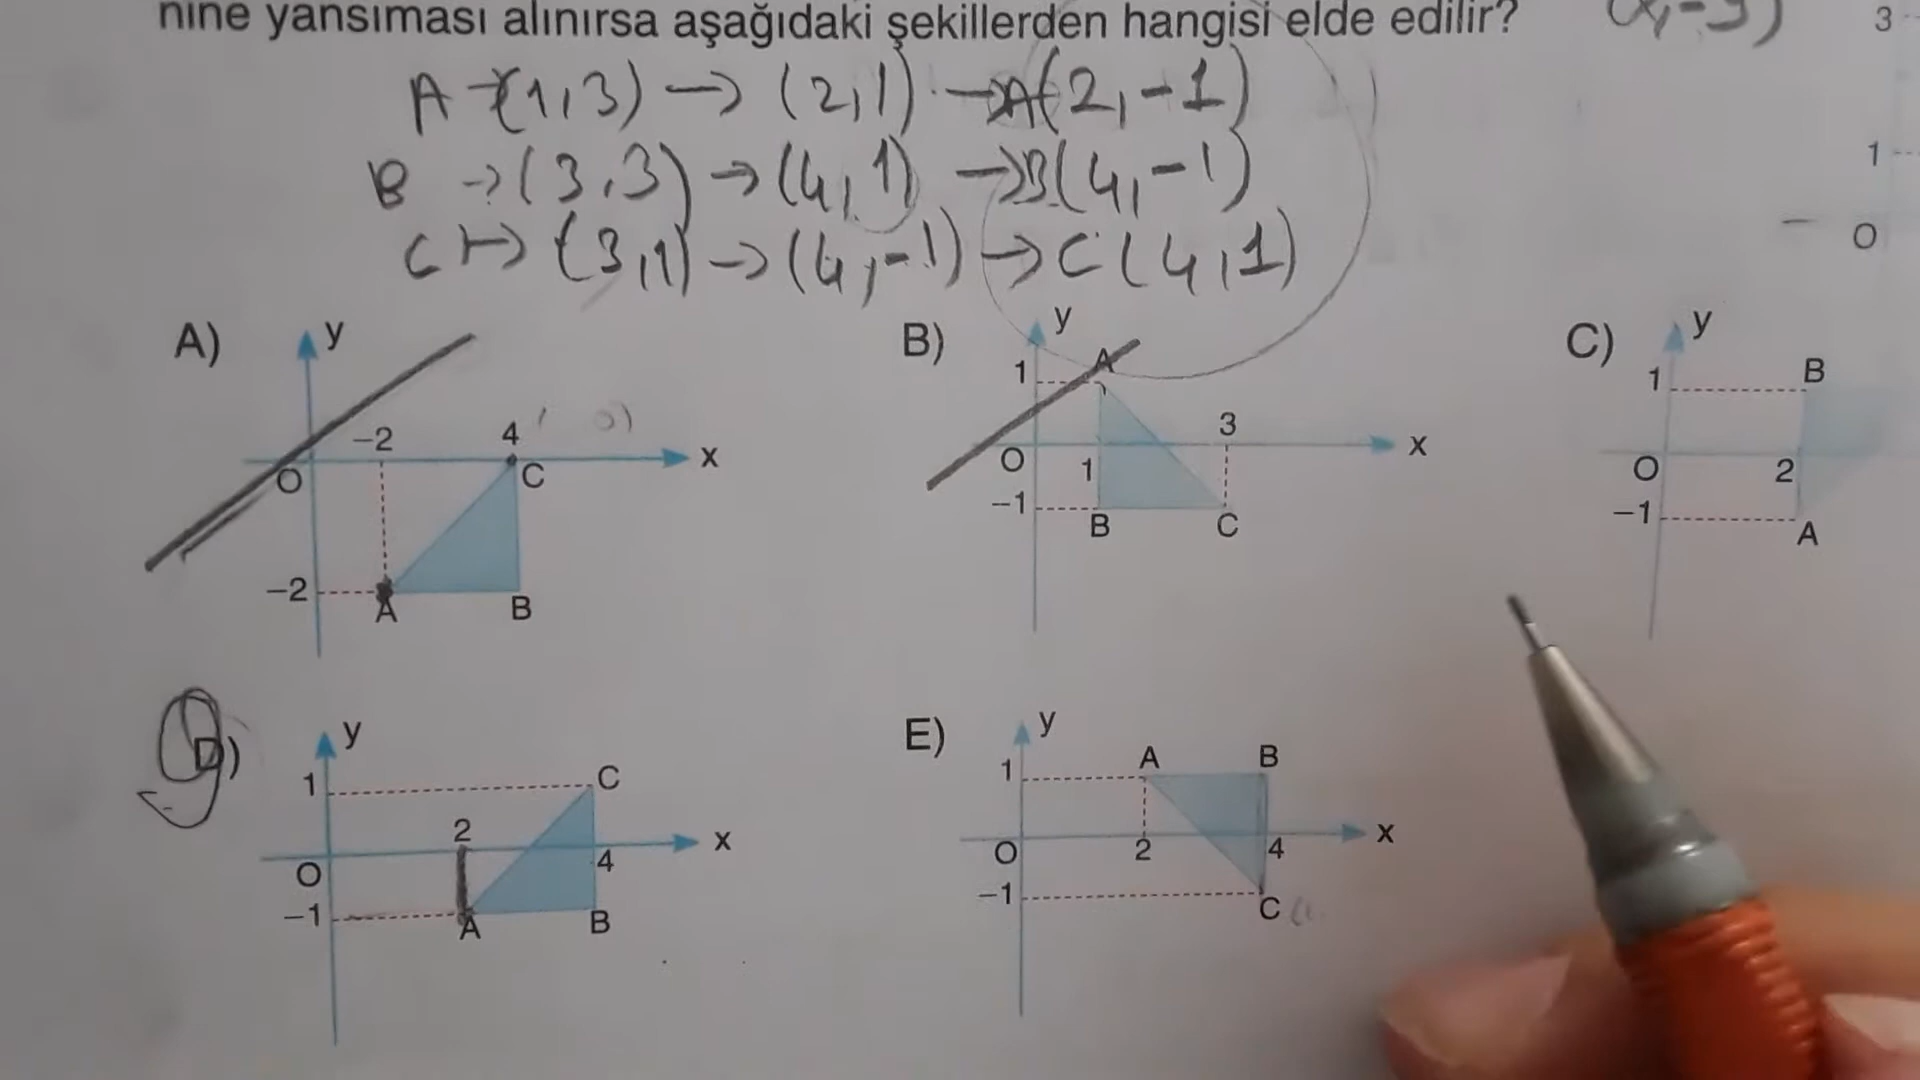 nine yansıması alınırsa aşağıdaki şekillerden hangisi elde edilir?
A → (1,3) → (2,1) → A(2,-1)
B → (3,3) → (4,1) → B(4,-1)
C → (3,1) → (4,-1) → C(4,1)
3
1
0
A)
y
-2
4
O
C
x
-2
A
B
B)
y
1
A
3
O
1
x
-1
B
C
C)
y
1
B
O
2
-1
A
D)
y
1
C
2
x
O
4
-1
A
B
E)
y
1
A
B
x
O
2
4
-1
C